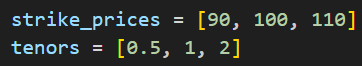 strike_prices = [90, 100, 110]
tenors = [0.5, 1, 2]